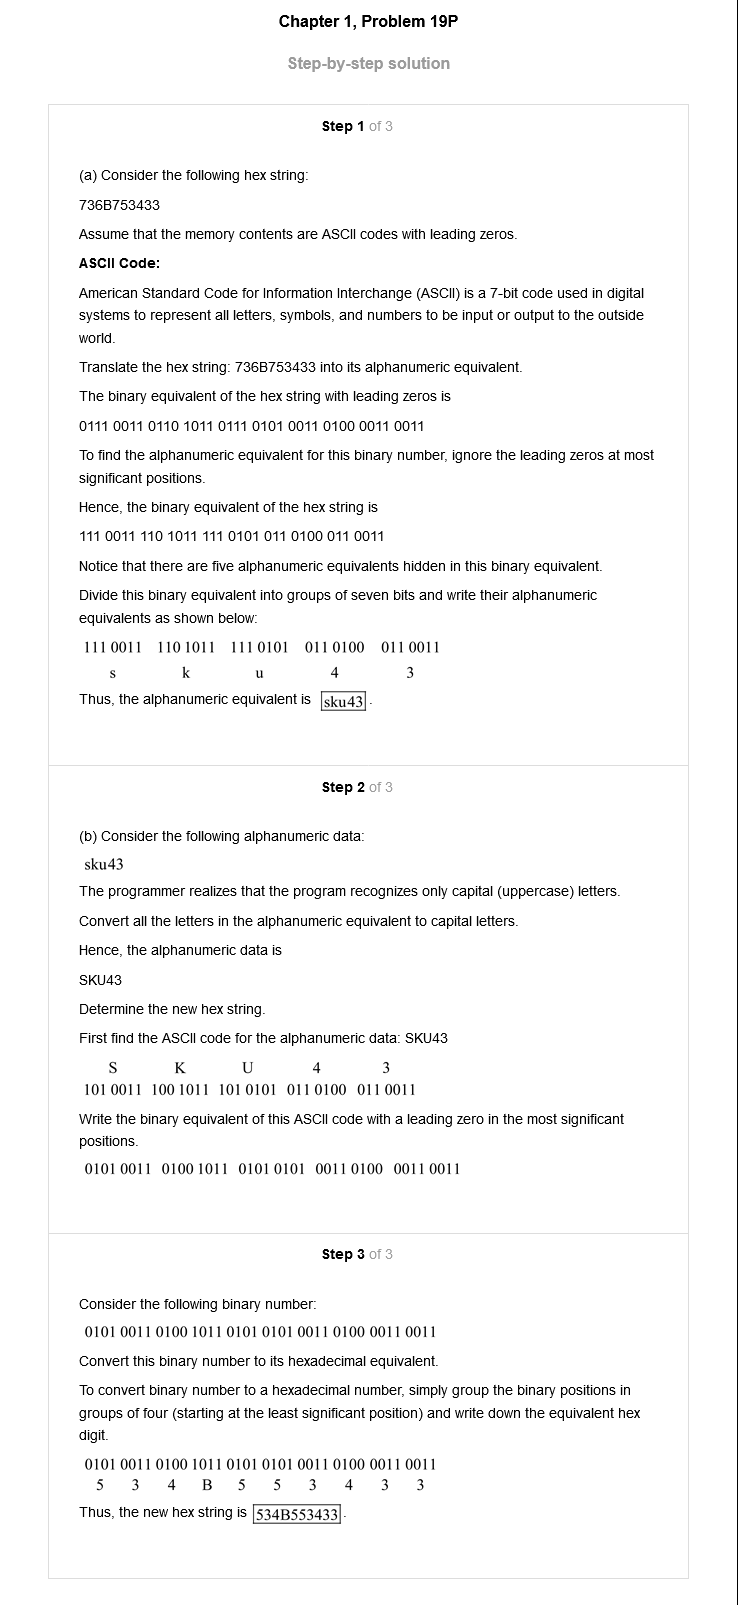 Chapter 1, Problem 19P
Step-by-step solution
Step 1 of 3
(a) Consider the following hex string:
736B753433
Assume that the memory contents are ASCII codes with leading zeros.
ASCII Code:
American Standard Code for Information Interchange (ASCII) is a 7-bit code used in digital
systems to represent all letters, symbols, and numbers to be input or output to the outside
world.
Translate the hex string: 736B753433 into its alphanumeric equivalent.
The binary equivalent of the hex string with leading zeros is
0111 0011 0110 1011 0111 0101 0011 0100 0011 0011
To find the alphanumeric equivalent for this binary number, ignore the leading zeros at most
significant positions.
Hence, the binary equivalent of the hex string is
111 0011 110 1011 111 0101 011 0100 011 0011
Notice that there are five alphanumeric equivalents hidden in this binary equivalent.
Divide this binary equivalent into groups of seven bits and write their alphanumeric
equivalents as shown below:
111 0011 110 1011 111 0101 011 0100 011 0011
s k u 4 3
Thus, the alphanumeric equivalent is sku43.
Step 2 of 3
(b) Consider the following alphanumeric data:
sku43
The programmer realizes that the program recognizes only capital (uppercase) letters.
Convert all the letters in the alphanumeric equivalent to capital letters.
Hence, the alphanumeric data is
SKU43
Determine the new hex string.
First find the ASCII code for the alphanumeric data: SKU43
S K U 4 3
101 0011 100 1011 101 0101 011 0100 011 0011
Write the binary equivalent of this ASCII code with a leading zero in the most significant
positions.
0101 0011 0100 1011 0101 0101 0011 0100 0011 0011
Step 3 of 3
Consider the following binary number:
0101 0011 0100 1011 0101 0101 0011 0100 0011 0011
Convert this binary number to its hexadecimal equivalent.
To convert binary number to a hexadecimal number, simply group the binary positions in
groups of four (starting at the least significant position) and write down the equivalent hex
digit.
0101 0011 0100 1011 0101 0101 0011 0100 0011 0011
5 3 4 B 5 5 3 4 3 3
Thus, the new hex string is 534B553433.